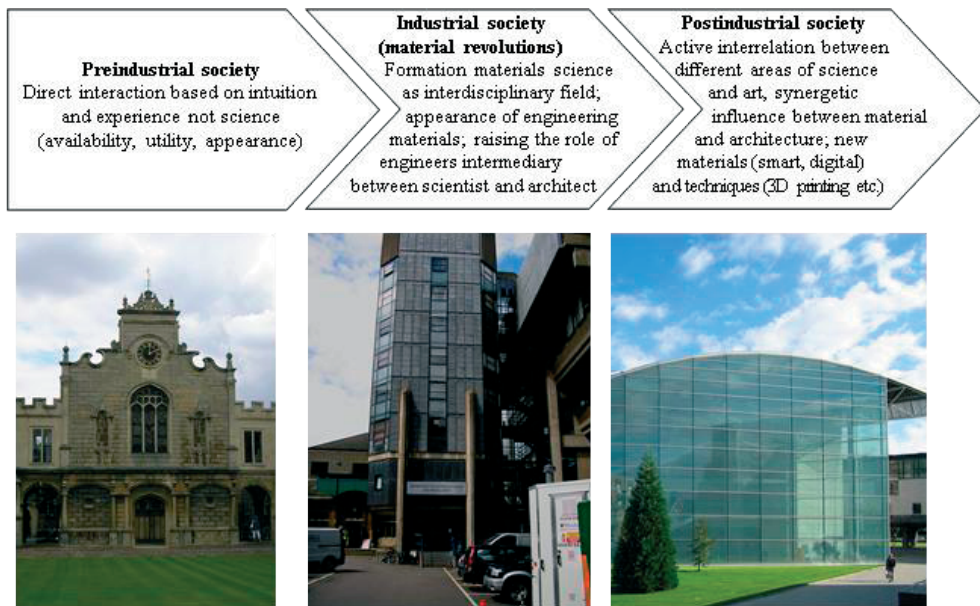 Preindustrial society
Direct interaction based on intuition
and experience not science
(availability, utility, appearance)
Industrial society
(material revolutions)
Formation materials science
as interdisciplinary field;
appearance of engineering
materials; raising the role of
engineers intermediary
between scientist and architect
Postindustrial society
Active interrelation between
different areas of science
and art, synergetic
influence between material
and architecture; new
materials (smart, digital)
and techniques (3D printing etc.)